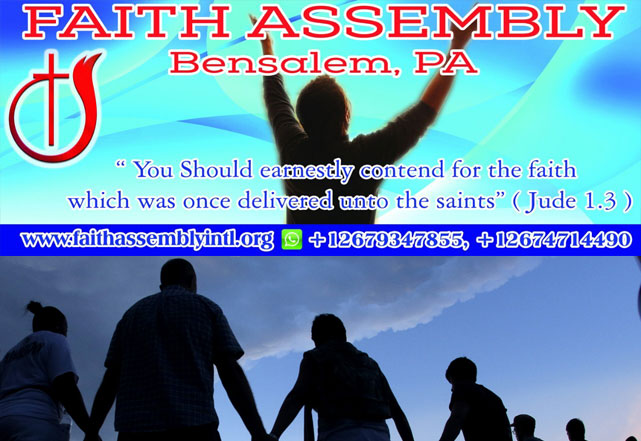 FAITH ASSEMBLY
Bensalem, PA
“ You Should earnestly contend for the faith
which was once delivered unto the saints” ( Jude 1.3 )
www.faithassemblyintl.org +12679347855, +12674714490